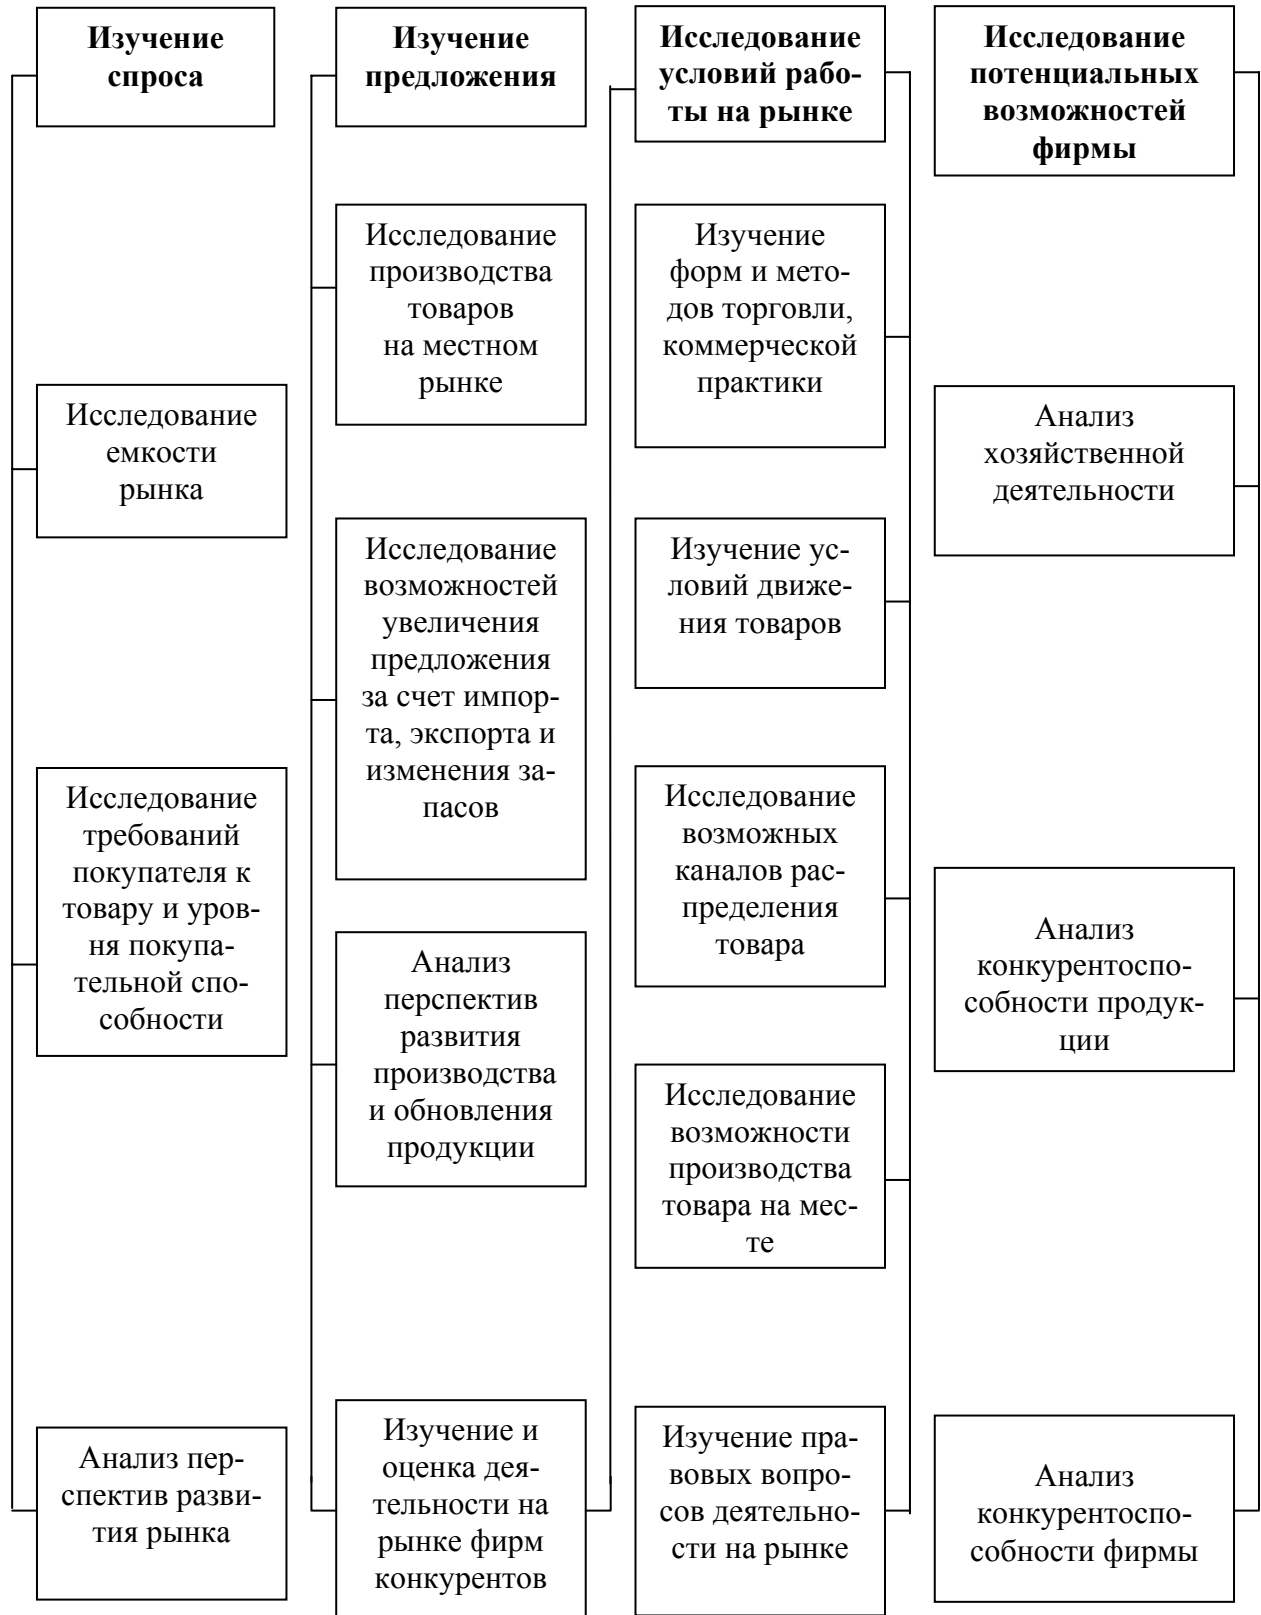 Изучение
спроса
Изучение
предложения
Исследование
условий рабо-
ты на рынке
Исследование
потенциальных
возможностей
фирмы
Исследование
емкости
рынка
Исследование
требований
покупателя к
товару и уров-
ня покупа-
тельной спо-
собности
Анализ пер-
спектив разви-
тия рынка
Исследование
производства
товаров
на местном
рынке
Исследование
возможностей
увеличения
предложения
за счет импор-
та, экспорта и
изменения за-
пасов
Анализ
перспектив
развития
производства
и обновления
продукции
Изучение и
оценка дея-
тельности на
рынке фирм
конкурентов
Изучение
форм и мето-
дов торговли,
коммерческой
практики
Изучение ус-
ловий движе-
ния товаров
Исследование
возможных
каналов рас-
пределения
товара
Исследование
возможности
производства
товара на мес-
те
Изучение пра-
вовых вопро-
сов деятельно-
сти на рынке
Анализ
хозяйственной
деятельности
Анализ
конкурентоспо-
собности продук-
ции
Анализ
конкурентоспо-
собности фирмы